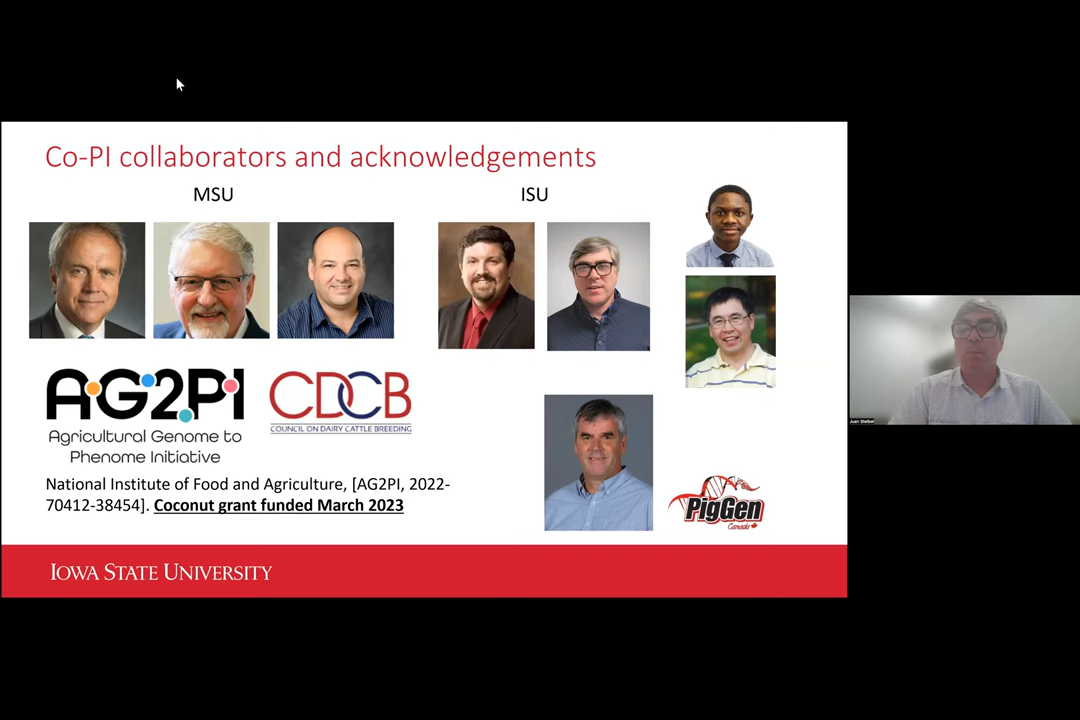 Co-PI collaborators and acknowledgements
MSU
ISU
AG2PI
Agricultural Genome to
Phenome Initiative
CDCB
COUNCIL ON DAIRY CATTLE BREEDING
National Institute of Food and Agriculture, [AG2PI, 2022-
70412-38454]. Coconut grant funded March 2023
PigGen
Canada
IOWA STATE UNIVERSITY
Juan Steibel